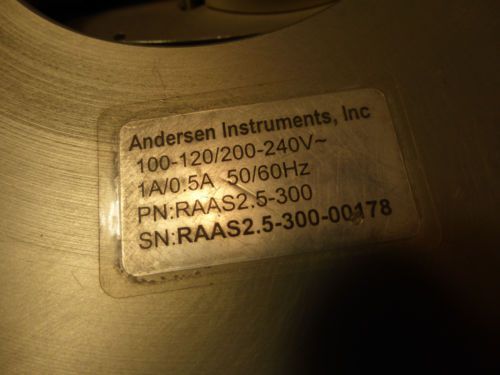 Andersen Instruments, Inc
100-120/200-240V~
1A/0.5A 50/60Hz
PN:RAAS2.5-300
SN:RAAS2.5-300-00178